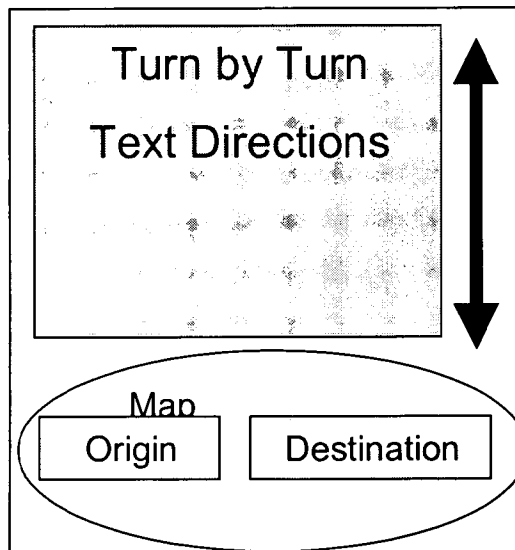 Turn by Turn
Text Directions
Map
Origin
Destination